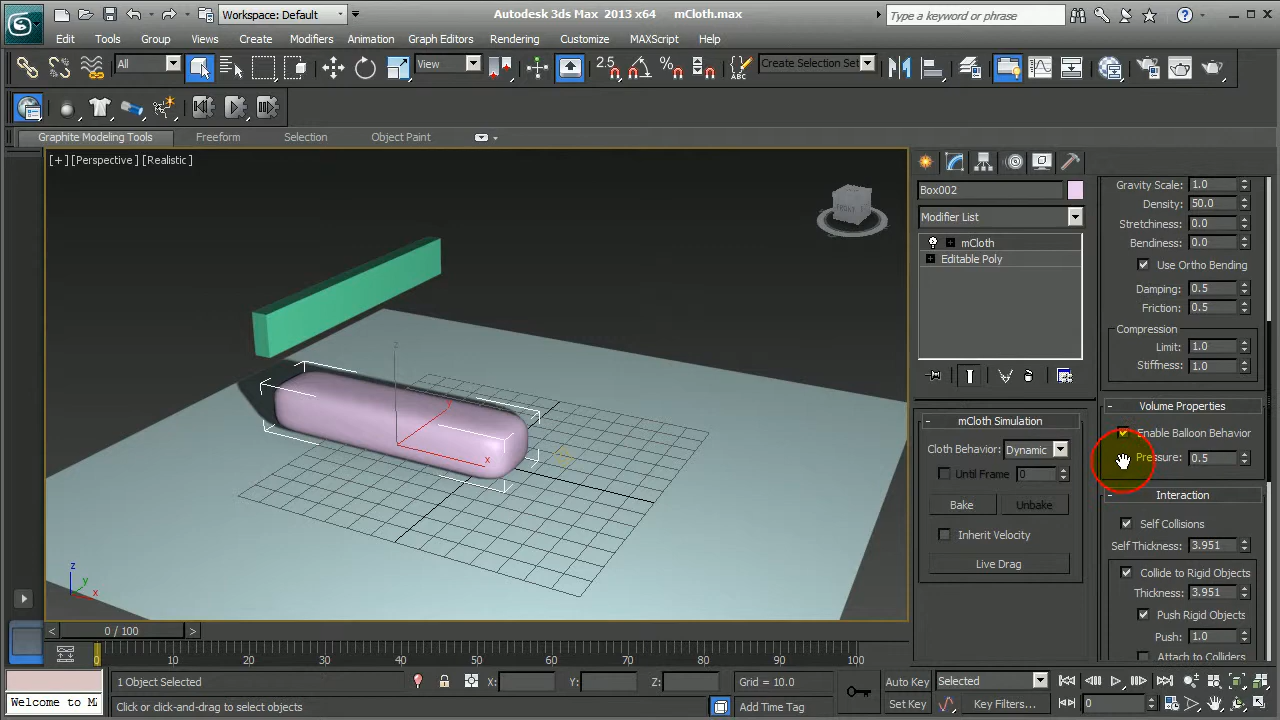 Workspace: Default
Autodesk 3ds Max 2013 x64 mCloth.max
Type a keyword or phrase
Edit Tools Group Views Create Modifiers Animation Graph Editors Rendering Customize MAXScript Help
All
View
2.5
Create Selection Set
Graphite Modeling Tools Freeform Selection Object Paint
[+] [Perspective] [Realistic]
z
y
x
z
y
x
Box002
Modifier List
mCloth
Editable Poly
mCloth Simulation
Cloth Behavior: Dynamic
Until Frame 0
Bake Unbake
Inherit Velocity
Live Drag
Gravity Scale: 1.0
Density: 50.0
Stretchiness: 0.0
Bendiness: 0.0
Use Ortho Bending
Damping: 0.5
Friction: 0.5
Compression
Limit: 1.0
Stiffness: 1.0
Volume Properties
Enable Balloon Behavior
Pressure: 0.5
Interaction
Self Collisions
Self Thickness: 3.951
Collide to Rigid Objects
Thickness: 3.951
Push Rigid Objects
Push: 1.0
Attach to Colliders
0 / 100
0 10 20 30 40 50 60 70 80 90 100
1 Object Selected
X: Y: Z:
Grid = 10.0
Auto Key Selected
Welcome to M
Click or click-and-drag to select objects
Add Time Tag
Set Key Key Filters...
0